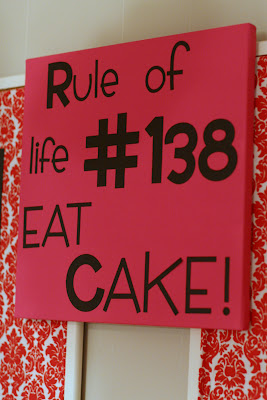 Rule of
life #138
EAT
CAKE!